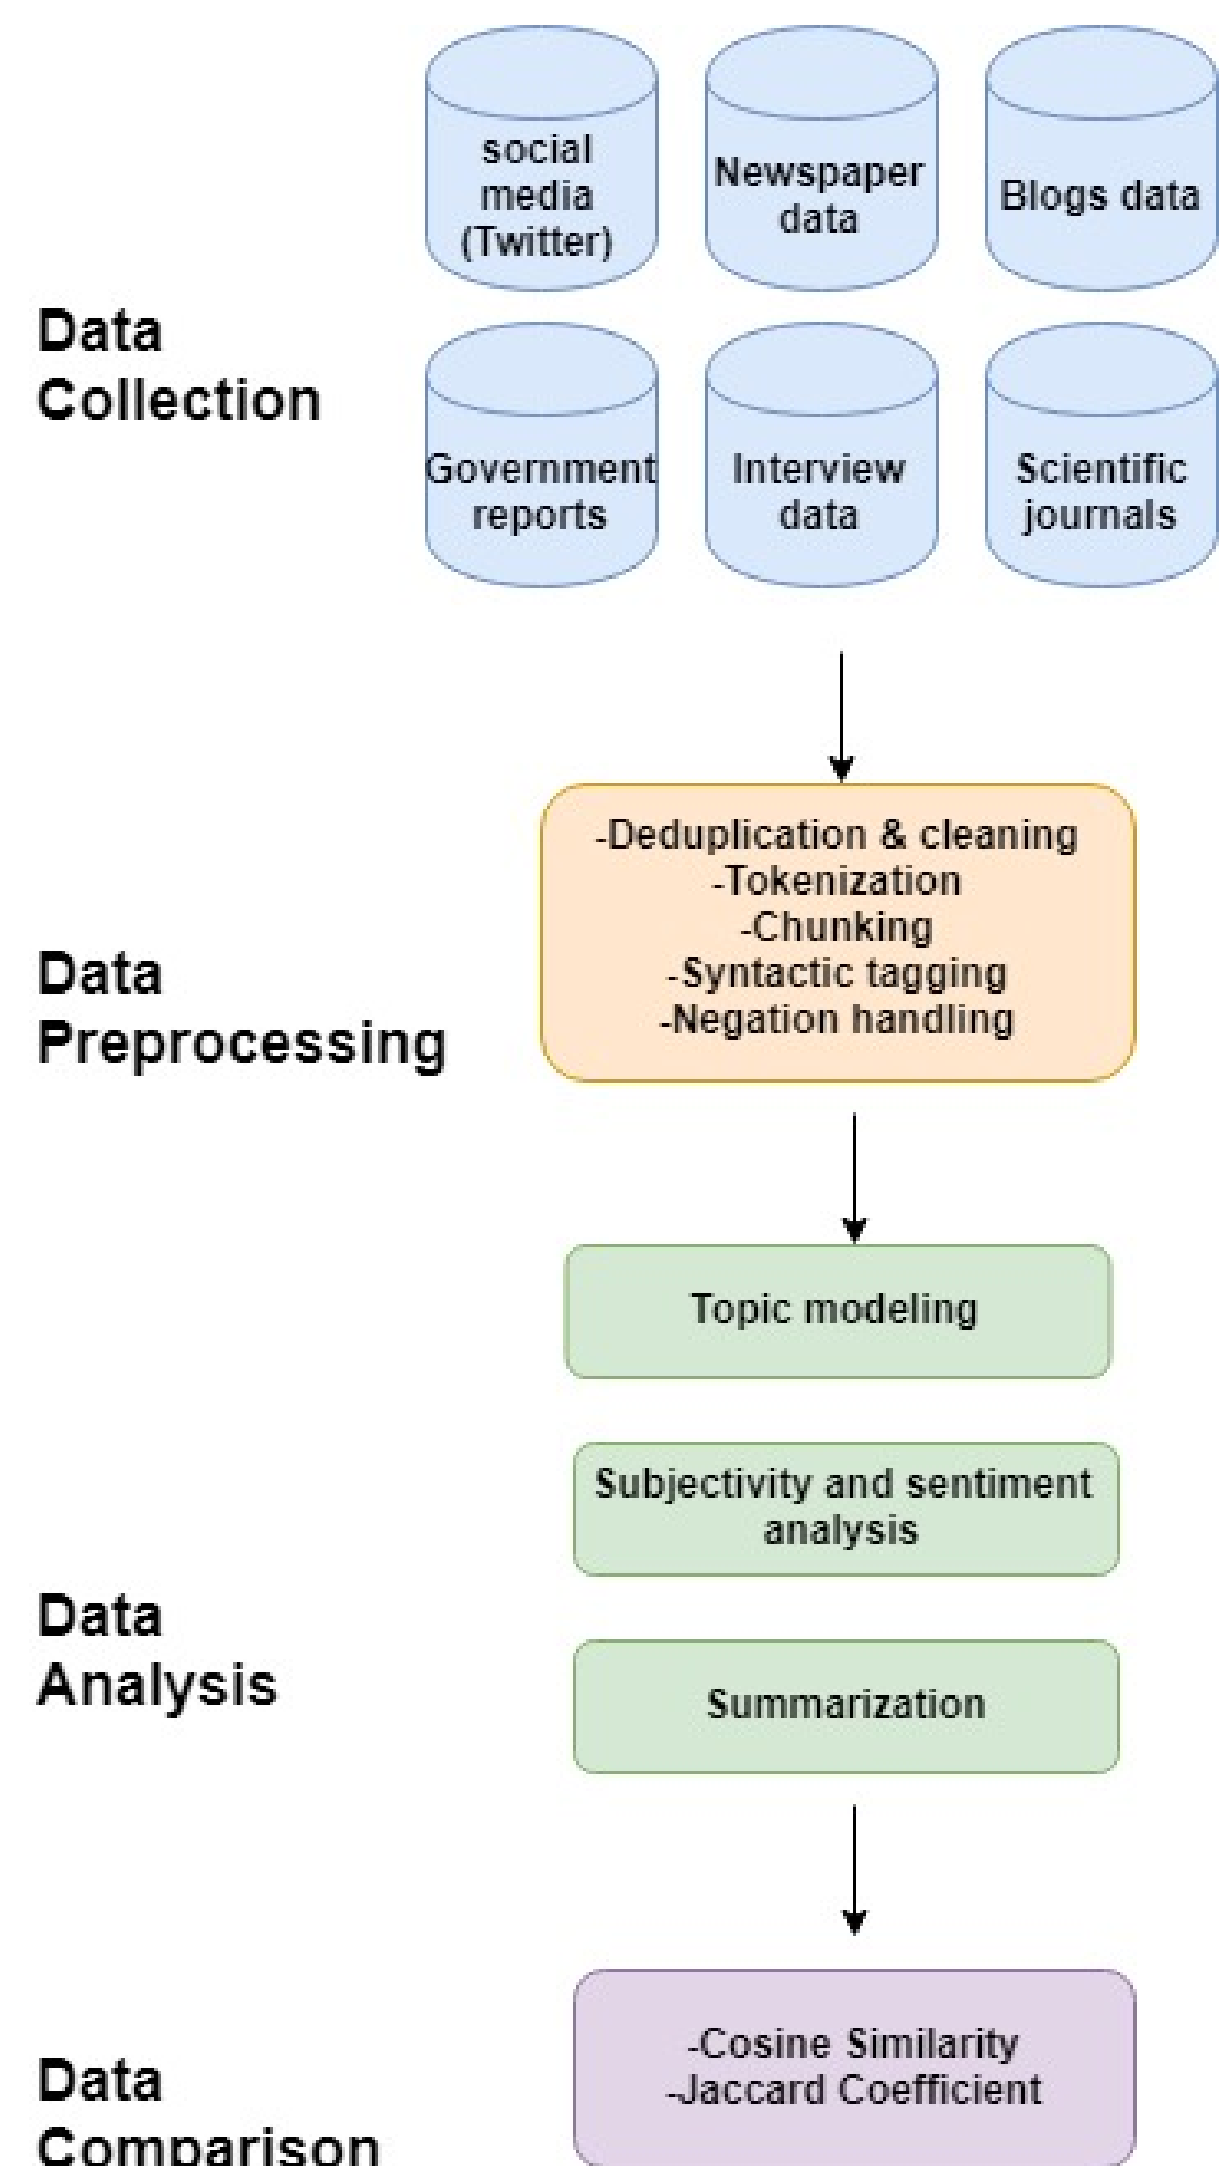 social
media
(Twitter)
Newspaper
data
Blogs data
Data
Collection
Government
reports
Interview
data
Scientific
journals
-Deduplication & cleaning
-Tokenization
-Chunking
-Syntactic tagging
-Negation handling
Data
Preprocessing
Topic modeling
Subjectivity and sentiment
analysis
Data
Analysis
Summarization
-Cosine Similarity
-Jaccard Coefficient
Data
Comparison